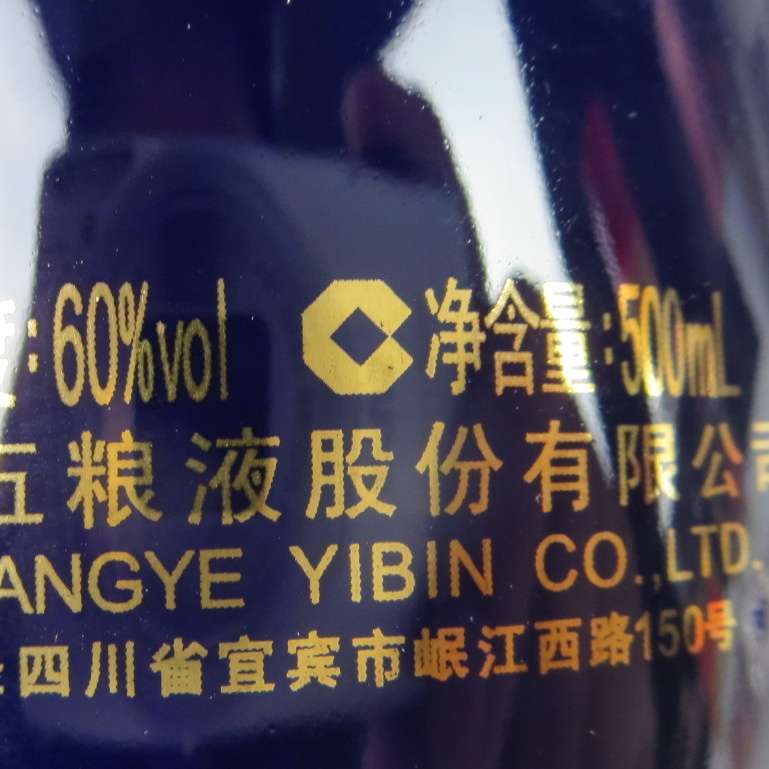 : 60%vol 净含量: 500mL
五粮液股份有限公司
ANGYE YIBIN CO.,LTD.
: 四川省宜宾市岷江西路150号